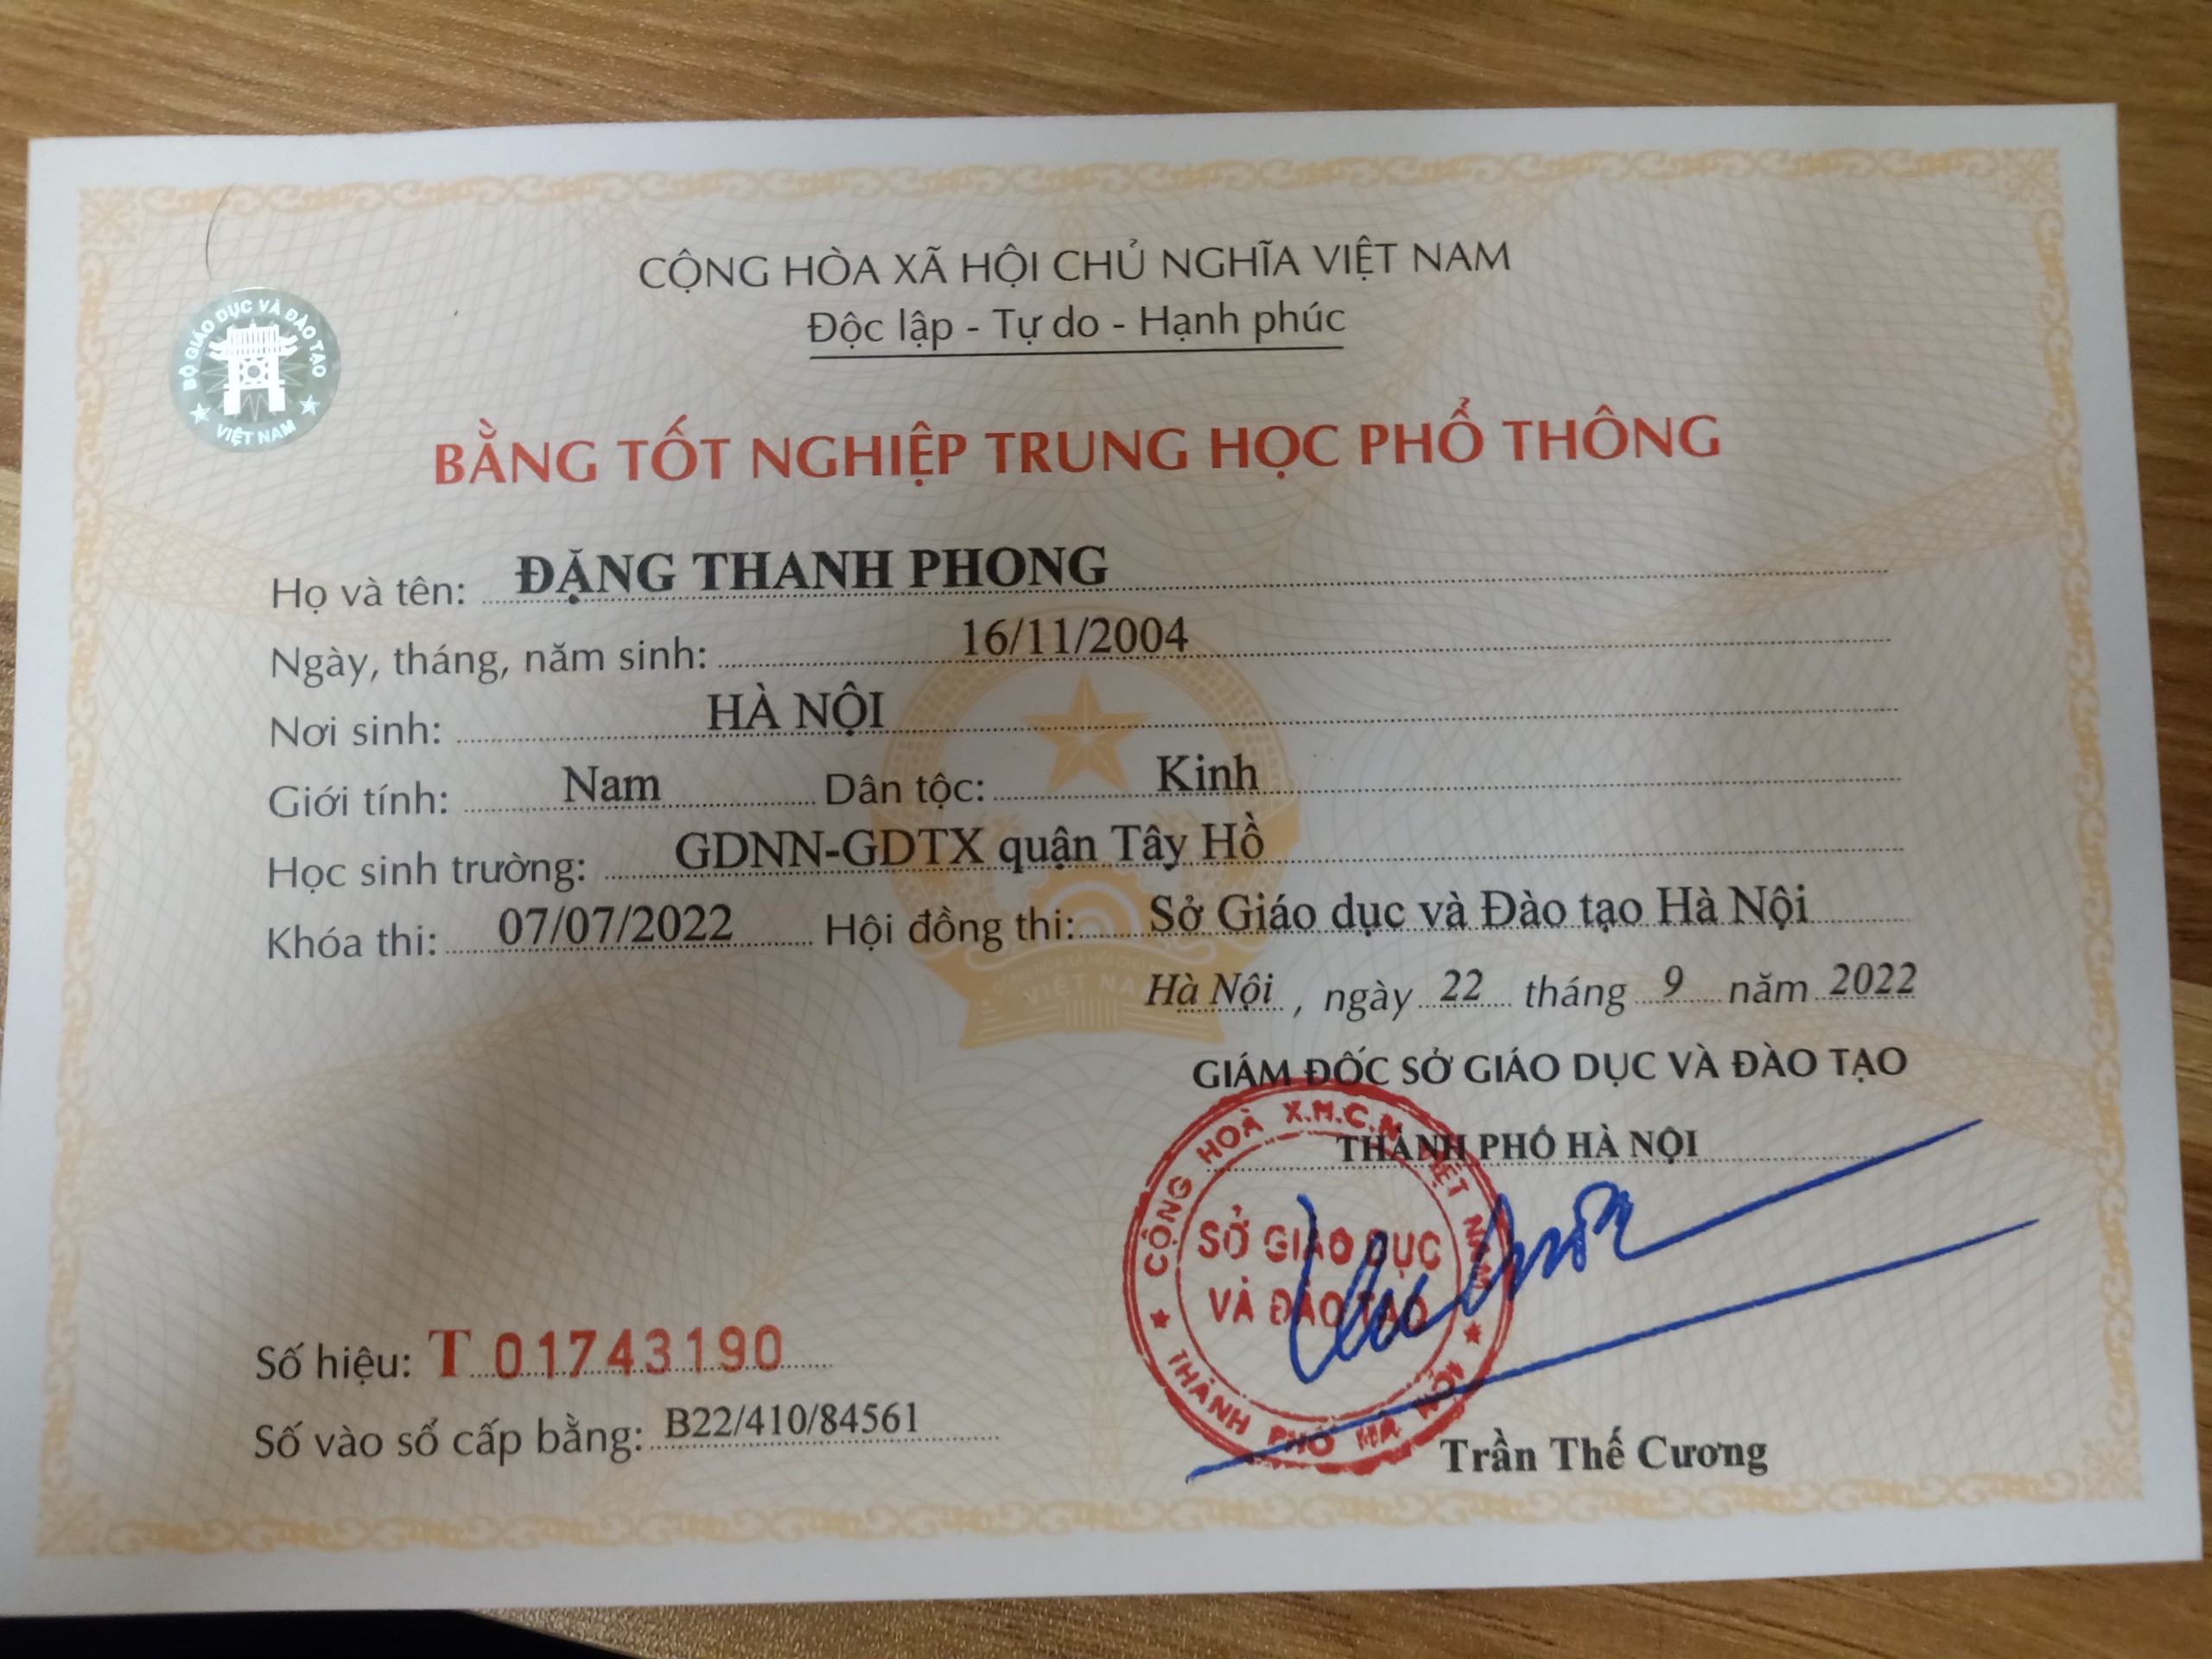 CỘNG HÒA XÃ HỘI CHỦ NGHĨA VIỆT NAM
Độc lập - Tự do - Hạnh phúc
BỘ GIÁO DỤC VÀ ĐÀO TẠO
VIỆT NAM
BẰNG TỐT NGHIỆP TRUNG HỌC PHỔ THÔNG
Họ và tên: ĐẶNG THANH PHONG
Ngày, tháng, năm sinh: 16/11/2004
Nơi sinh: HÀ NỘI
Giới tính: Nam Dân tộc: Kinh
Học sinh trường: GDNN-GDTX quận Tây Hồ
Khóa thi: 07/07/2022 Hội đồng thi: Sở Giáo dục và Đào tạo Hà Nội
VIỆT NAM
Hà Nội, ngày 22 tháng 9 năm 2022
GIÁM ĐỐC SỞ GIÁO DỤC VÀ ĐÀO TẠO
THÀNH PHỐ HÀ NỘI
CỘNG HOÀ X.H.C.N VIỆT NAM
SỞ GIÁO DỤC
VÀ ĐÀO TẠO
THÀNH PHỐ HÀ NỘI
Số hiệu: T 01743190
Số vào sổ cấp bằng: B22/410/84561
Trần Thế Cương